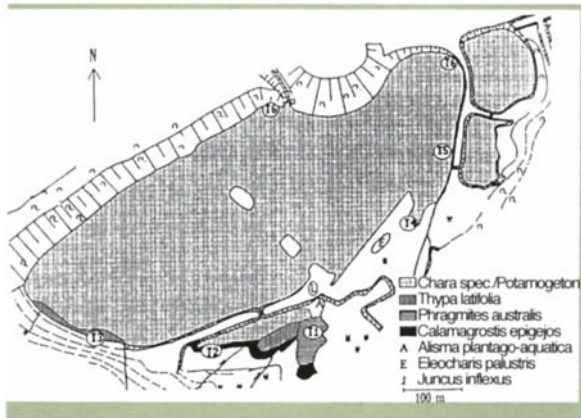 N
T6
T6
T5
T4
E
T3
T2
T1
Chara spec./Potamogeton
Thypa latifolia
Phragmites australis
Calamagrostis epigejos
A Alisma plantago-aquatica
E Eleocharis palustris
J Juncus inflexus
100 m